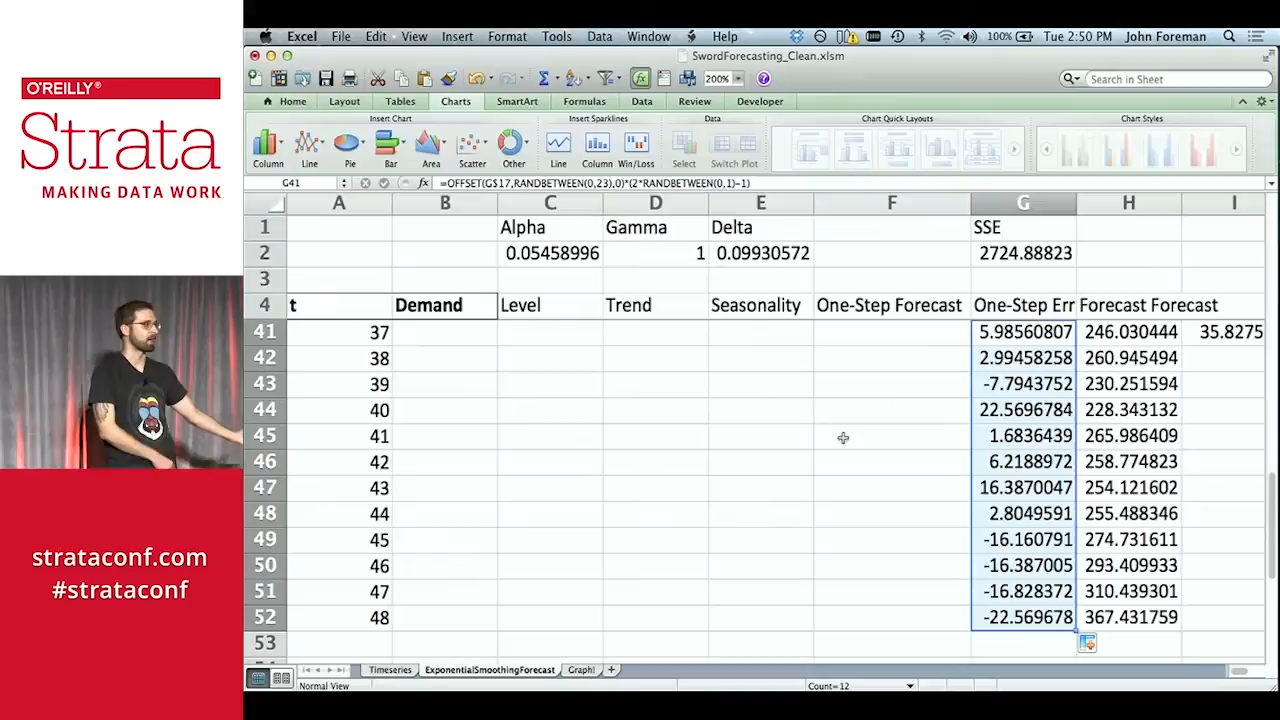 O'REILLY®
Strata
MAKING DATA WORK
strataconf.com
#strataconf
Excel File Edit View Insert Format Tools Data Window Help 100% Tue 2:50 PM John Foreman
SwordForecasting_Clean.xlsm
200% Search in Sheet
Home Layout Tables Charts SmartArt Formulas Data Review Developer
Insert Chart Insert Sparklines Data Chart Quick Layouts Chart Styles
Column Line Pie Bar Area Scatter Other Line Column Win/Loss Select Switch Plot
G41 fx =OFFSET(G$17,RANDBETWEEN(0,23),0)*(2*RANDBETWEEN(0,1)-1)
A B C D E F G H I
1 Alpha Gamma Delta SSE
2 0.05458996 1 0.09930572 2724.88823
3
4 t Demand Level Trend Seasonality One-Step Forecast One-Step Err Forecast Forecast
41 37 5.98560807 246.030444 35.8275
42 38 2.99458258 260.945494
43 39 -7.7943752 230.251594
44 40 22.5696784 228.343132
45 41 1.6836439 265.986409
46 42 6.2188972 258.774823
47 43 16.3870047 254.121602
48 44 2.8049591 255.488346
49 45 -16.160791 274.731611
50 46 -16.387005 293.409933
51 47 -16.828372 310.439301
52 48 -22.569678 367.431759
53
Timeseries ExponentialSmoothingForecast Graph!
Normal View Count=12